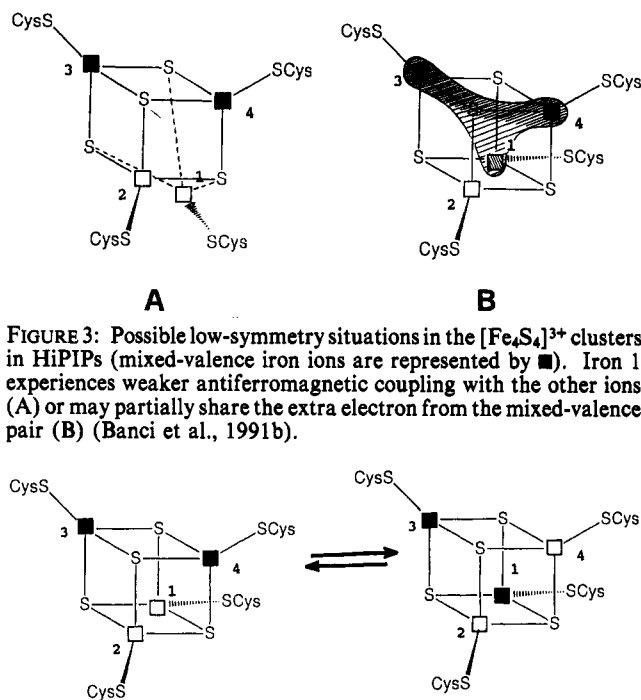 CysS
S
3
SCys
S
4
S
1
S
2
CysS
SCys
A
CysS
S
3
SCys
4
1
S
SCys
S
2
CysS
B
FIGURE 3: Possible low-symmetry situations in the [Fe₄S₄]³⁺ clusters
in HiPIPs (mixed-valence iron ions are represented by ■). Iron 1
experiences weaker antiferromagnetic coupling with the other ions
(A) or may partially share the extra electron from the mixed-valence
pair (B) (Banci et al., 1991b).
CysS
S
3
SCys
S
4
S
1
SCys
2
S
CysS
CysS
S
3
SCys
S
4
1
S
SCys
2
S
CysS